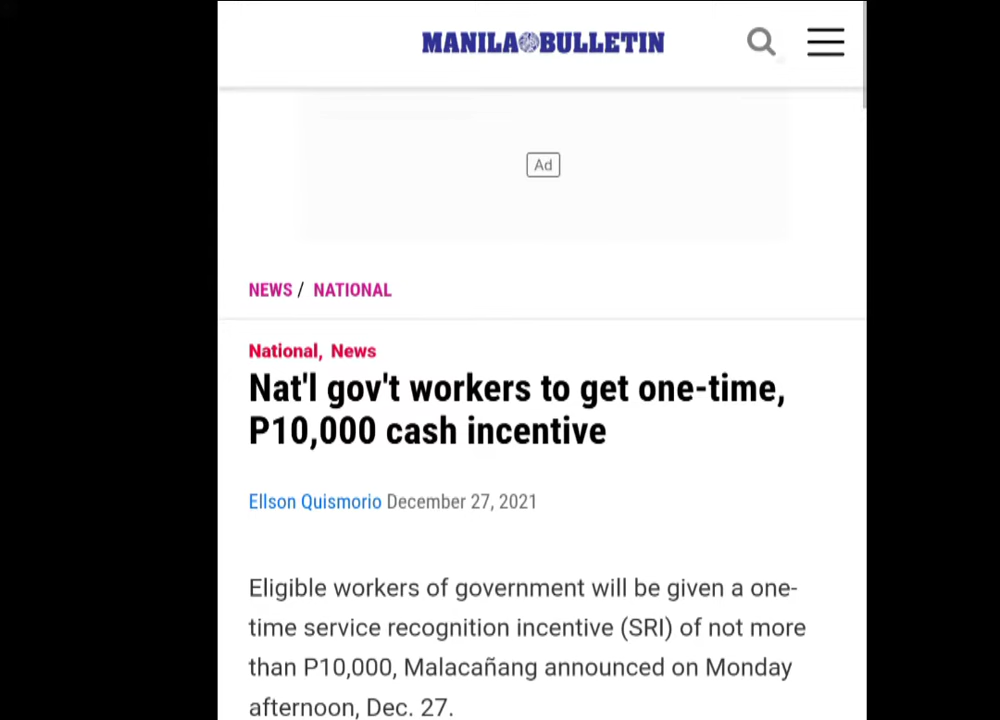 MANILA BULLETIN
Ad
NEWS / NATIONAL
National, News
Nat'l gov't workers to get one-time,
P10,000 cash incentive
Ellson Quismorio December 27, 2021
Eligible workers of government will be given a one-
time service recognition incentive (SRI) of not more
than P10,000, Malacañang announced on Monday
afternoon, Dec. 27.